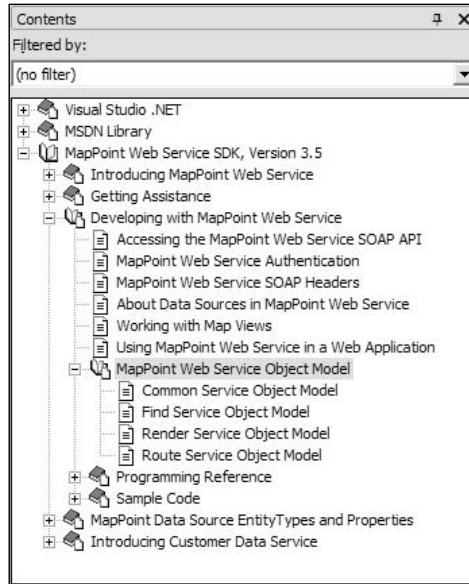 Contents
Filtered by:
(no filter)
Visual Studio .NET
MSDN Library
MapPoint Web Service SDK, Version 3.5
Introducing MapPoint Web Service
Getting Assistance
Developing with MapPoint Web Service
Accessing the MapPoint Web Service SOAP API
MapPoint Web Service Authentication
MapPoint Web Service SOAP Headers
About Data Sources in MapPoint Web Service
Working with Map Views
Using MapPoint Web Service in a Web Application
MapPoint Web Service Object Model
Common Service Object Model
Find Service Object Model
Render Service Object Model
Route Service Object Model
Programming Reference
Sample Code
MapPoint Data Source EntityTypes and Properties
Introducing Customer Data Service